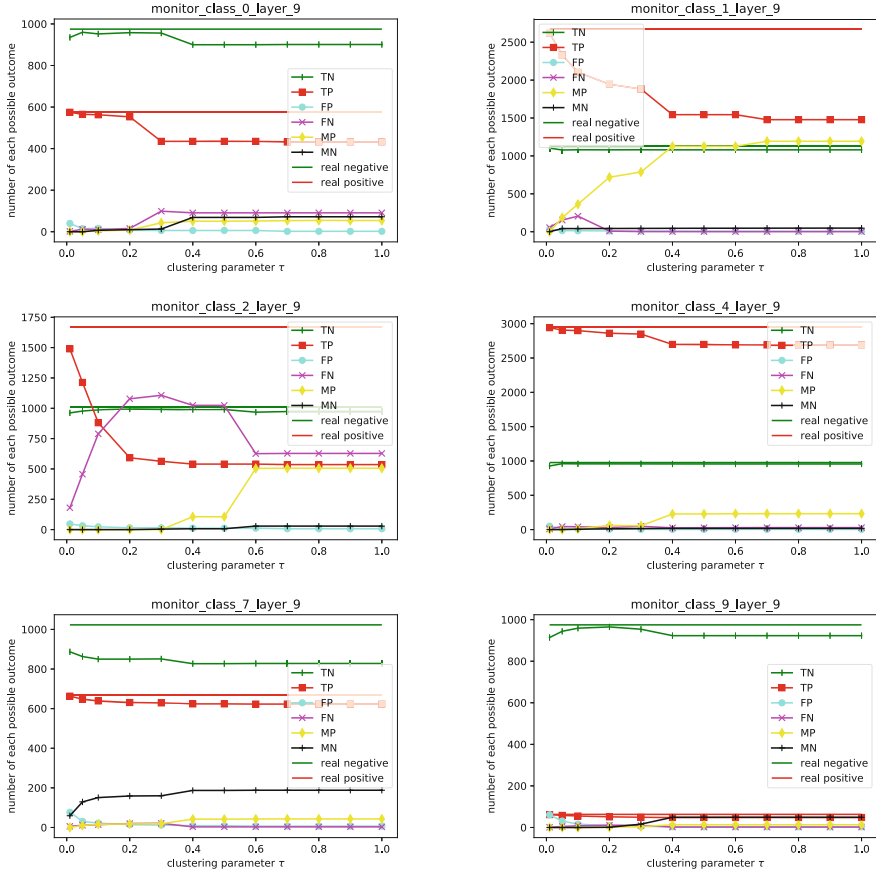 monitor_class_0_layer_9
number of each possible outcome
1000
800
600
400
200
0
TN
TP
FP
FN
MP
MN
real negative
real positive
0.0 0.2 0.4 0.6 0.8 1.0
clustering parameter τ
monitor_class_1_layer_9
number of each possible outcome
2500
2000
1500
1000
500
0
TN
TP
FP
FN
MP
MN
real negative
real positive
0.0 0.2 0.4 0.6 0.8 1.0
clustering parameter τ
monitor_class_2_layer_9
number of each possible outcome
1750
1500
1250
1000
750
500
250
0
TN
TP
FP
FN
MP
MN
real negative
real positive
0.0 0.2 0.4 0.6 0.8 1.0
clustering parameter τ
monitor_class_4_layer_9
number of each possible outcome
3000
2500
2000
1500
1000
500
0
TN
TP
FP
FN
MP
MN
real negative
real positive
0.0 0.2 0.4 0.6 0.8 1.0
clustering parameter τ
monitor_class_7_layer_9
number of each possible outcome
1000
800
600
400
200
0
TN
TP
FP
FN
MP
MN
real negative
real positive
0.0 0.2 0.4 0.6 0.8 1.0
clustering parameter τ
monitor_class_9_layer_9
number of each possible outcome
1000
800
600
400
200
0
TN
TP
FP
FN
MP
MN
real negative
real positive
0.0 0.2 0.4 0.6 0.8 1.0
clustering parameter τ